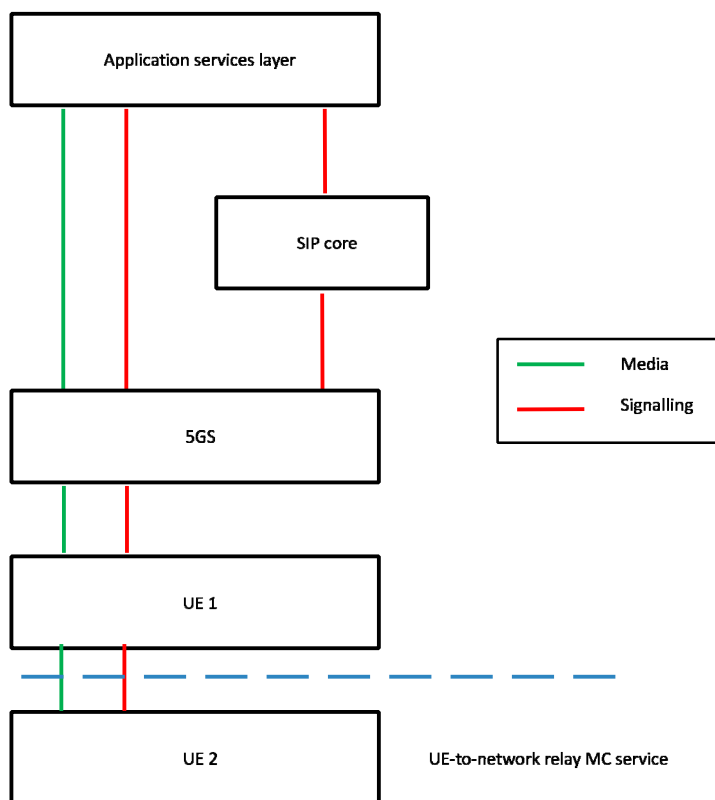 Application services layer
SIP core
Media
Signalling
5GS
UE 1
UE 2
UE-to-network relay MC service